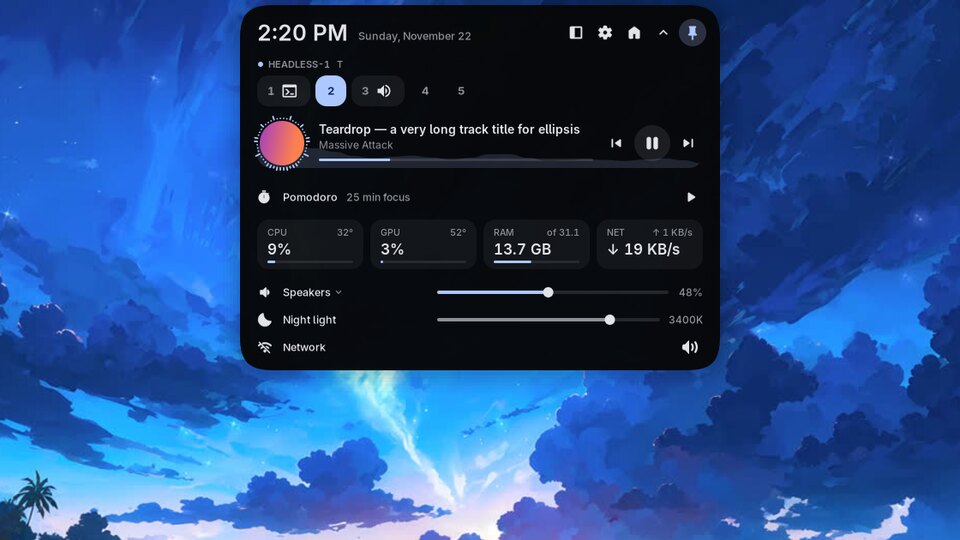 2:20 PM Sunday, November 22
HEADLESS-1 T
1 2 3 4 5
Teardrop — a very long track title for ellipsis
Massive Attack
Pomodoro 25 min focus
CPU 32° GPU 52° RAM of 31.1 NET ↑ 1 KB/s
9% 3% 13.7 GB ↓ 19 KB/s
Speakers 48%
Night light 3400K
Network